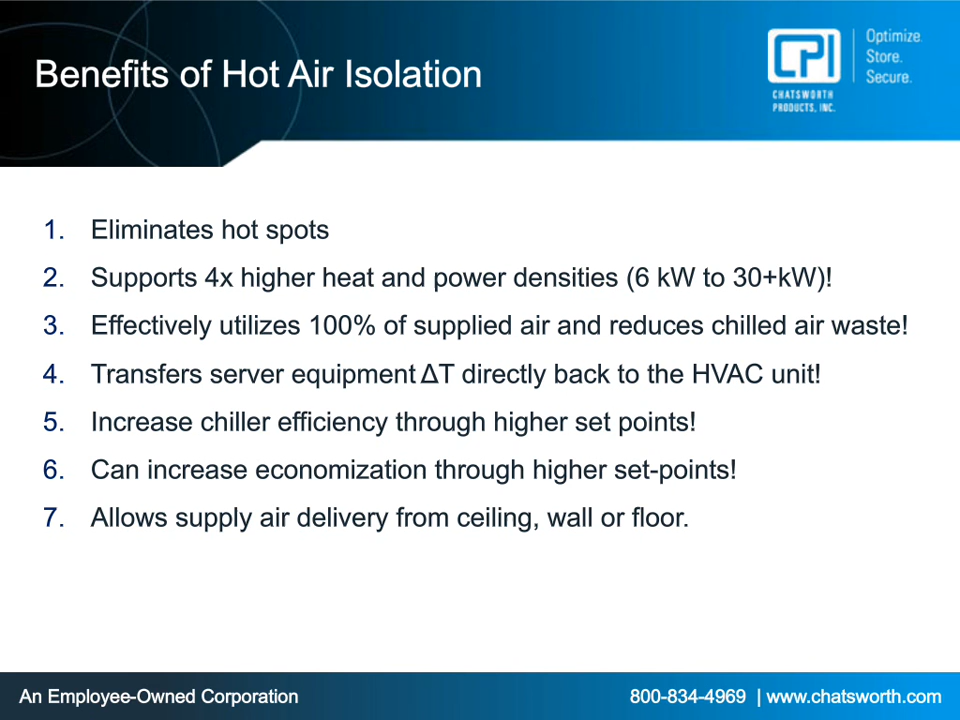 Benefits of Hot Air Isolation
CPI
CHATSWORTH
PRODUCTS, INC.
Optimize.
Store.
Secure.
1. Eliminates hot spots
2. Supports 4x higher heat and power densities (6 kW to 30+kW)!
3. Effectively utilizes 100% of supplied air and reduces chilled air waste!
4. Transfers server equipment ΔT directly back to the HVAC unit!
5. Increase chiller efficiency through higher set points!
6. Can increase economization through higher set-points!
7. Allows supply air delivery from ceiling, wall or floor.
An Employee-Owned Corporation
800-834-4969 | www.chatsworth.com